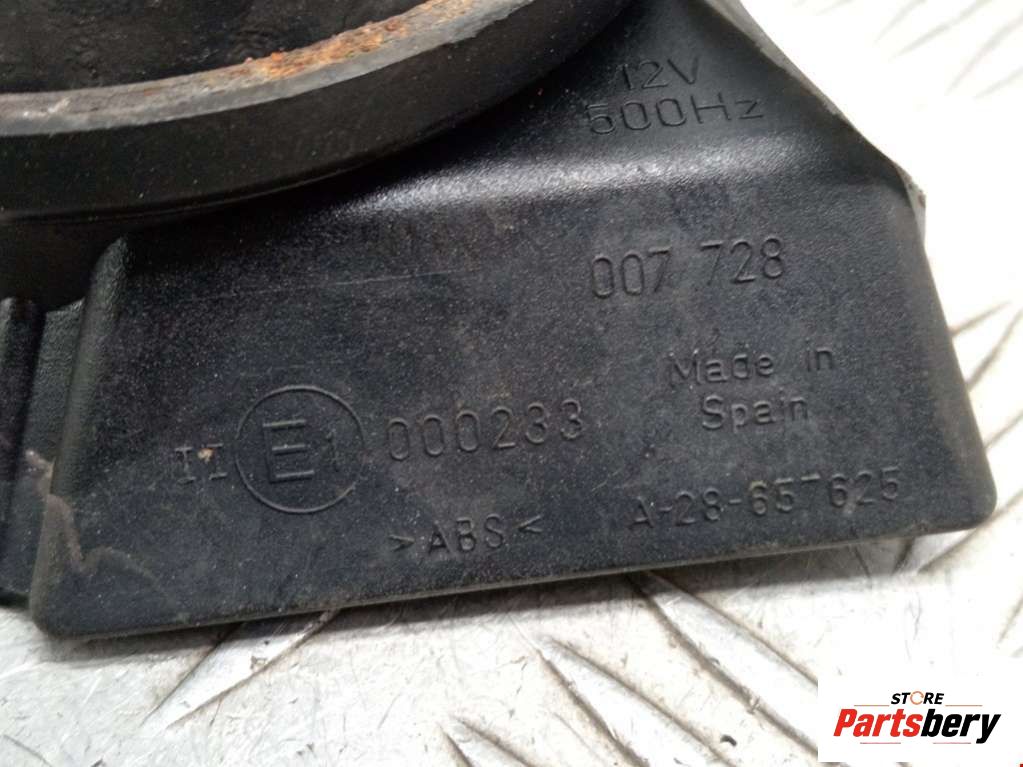 12V
500Hz
007 728
Made in
Spain
II E1 000233
>ABS<
A-28-657625
STORE
Partsbery